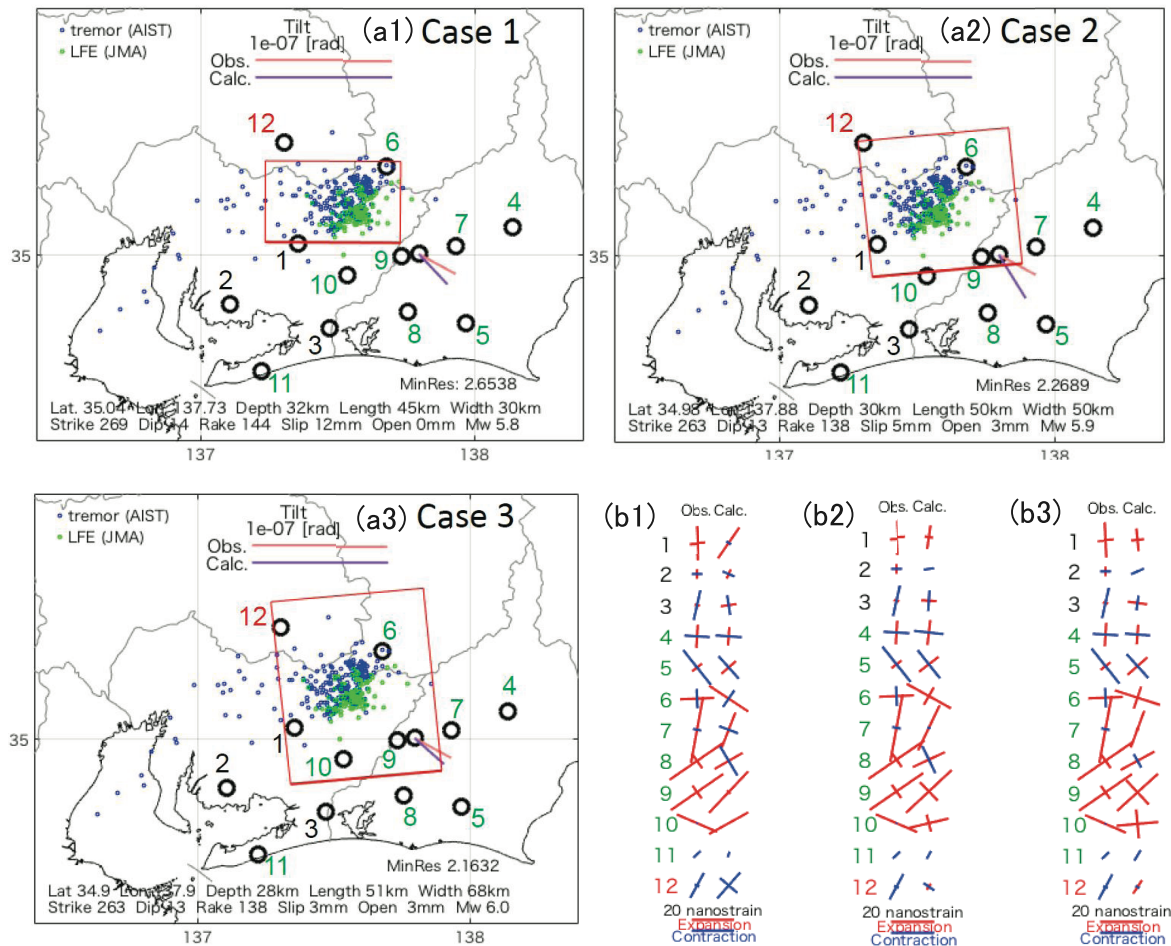 (a1) Case 1
tremor (AIST)
LFE (JMA)
Tilt
1e-07 [rad]
Obs.
Calc.
12
6
4
7
1
9
10
2
8
5
3
11
35
MinRes: 2.6538
Lat. 35.04 137.73 Depth 32km Length 45km Width 30km
Strike 269 Rake 144 Slip 12mm Open 0mm Mw 5.8
137 138
(a2) Case 2
tremor (AIST)
LFE (JMA)
Tilt
1e-07 [rad]
Obs.
Calc.
12
6
4
7
1
9
10
2
8
5
3
11
35
MinRes 2.2689
Depth 30km Length 50km Width 50km
Strike 263 Rake 138 Slip 5mm Open 3mm Mw 5.9
137 138
(a3) Case 3
tremor (AIST)
LFE (JMA)
Tilt
1e-07 [rad]
Obs.
Calc.
12
6
4
7
1
9
10
2
8
5
3
11
35
MinRes 2.1632
Lat 34.9 Depth 28km Length 51km Width 68km
Strike 263 Rake 138 Slip 3mm Open 3mm Mw 6.0
137 138
(b1)
Obs. Calc.
1
2
3
4
5
6
7
8
9
10
11
12
20 nanostrain
Expansion
Contraction
(b2)
Obs. Calc.
1
2
3
4
5
6
7
8
9
10
11
12
20 nanostrain
Expansion
Contraction
(b3)
Obs. Calc.
1
2
3
4
5
6
7
8
9
10
11
12
20 nanostrain
Expansion
Contraction